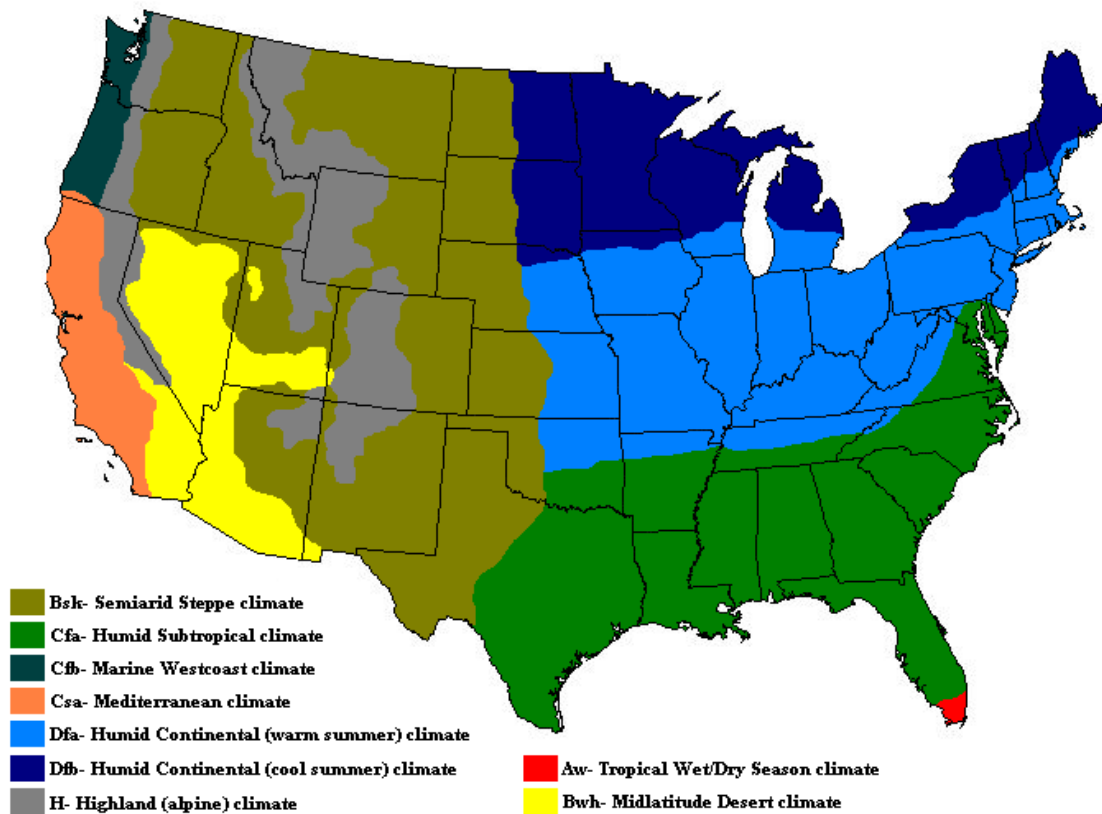 Bsk- Semiarid Steppe climate
Cfa- Humid Subtropical climate
Cfb- Marine Westcoast climate
Csa- Mediterranean climate
Dfa- Humid Continental (warm summer) climate
Dfb- Humid Continental (cool summer) climate
H- Highland (alpine) climate
Aw- Tropical Wet/Dry Season climate
Bwh- Midlatitude Desert climate